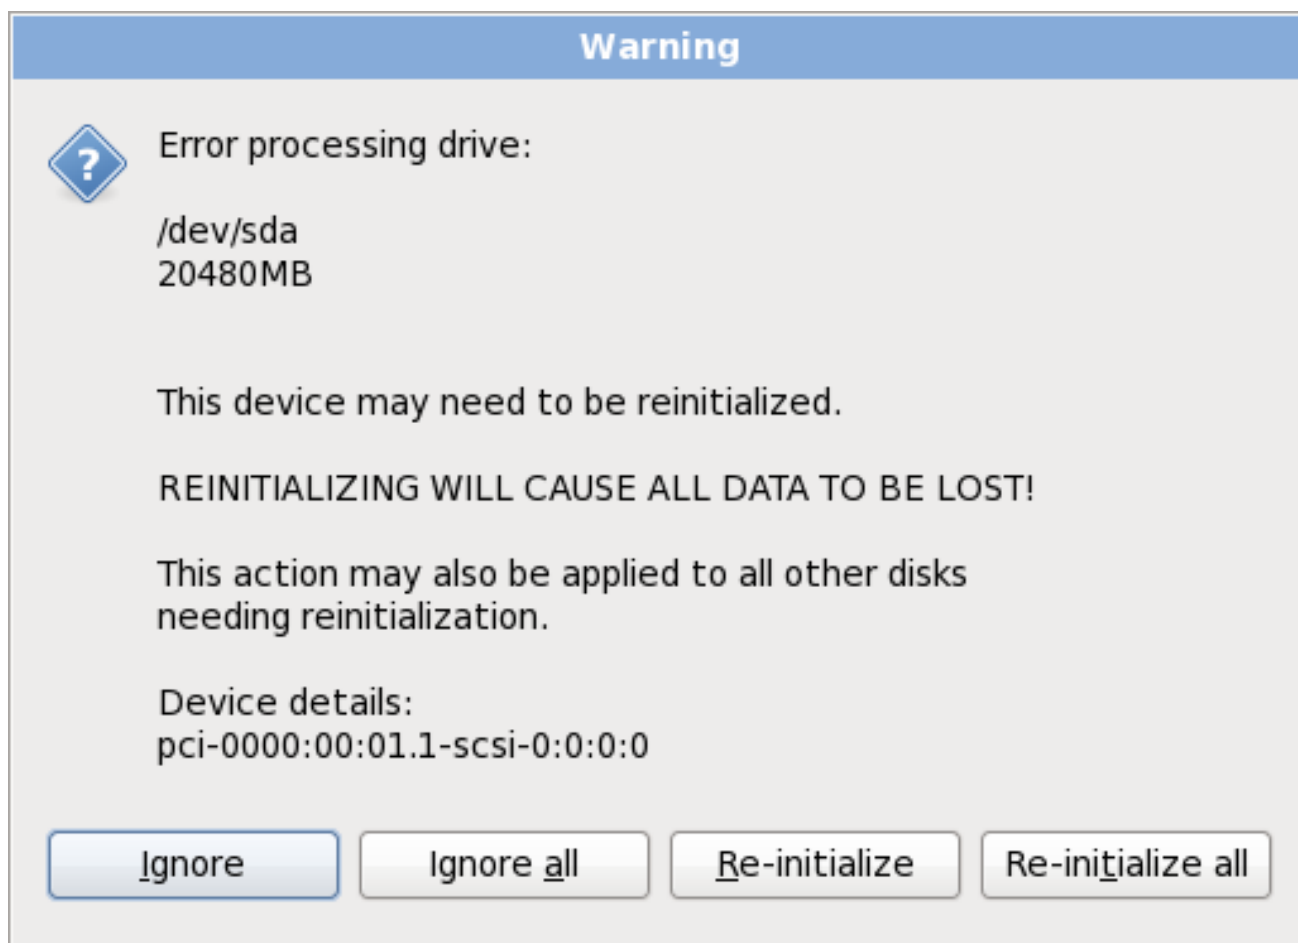 Warning
?
Error processing drive:
/dev/sda
20480MB
This device may need to be reinitialized.
REINITIALIZING WILL CAUSE ALL DATA TO BE LOST!
This action may also be applied to all other disks
needing reinitialization.
Device details:
pci-0000:00:01.1-scsi-0:0:0:0
Ignore
Ignore all
Re-initialize
Re-initialize all